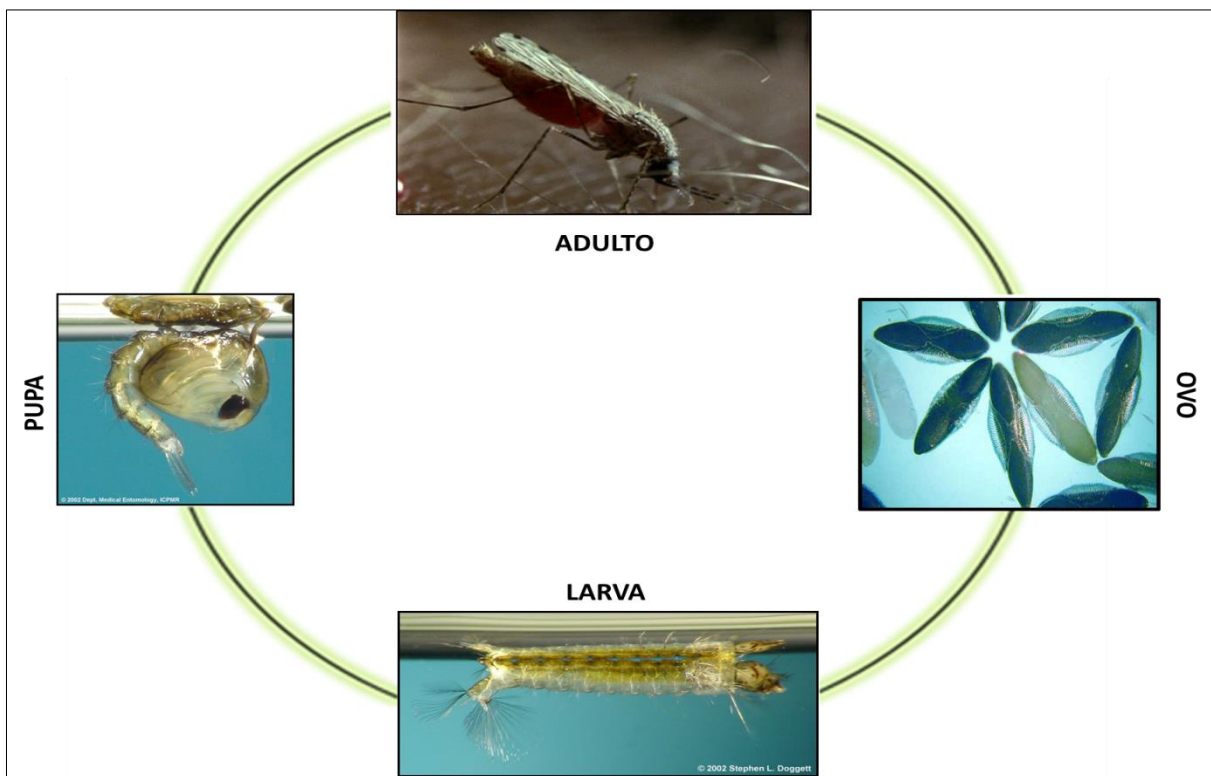 ADULTO
PUPA
© 2002 Dept. Medical Entomology, ICPMR
OVO
LARVA
© 2002 Stephen L. Doggett